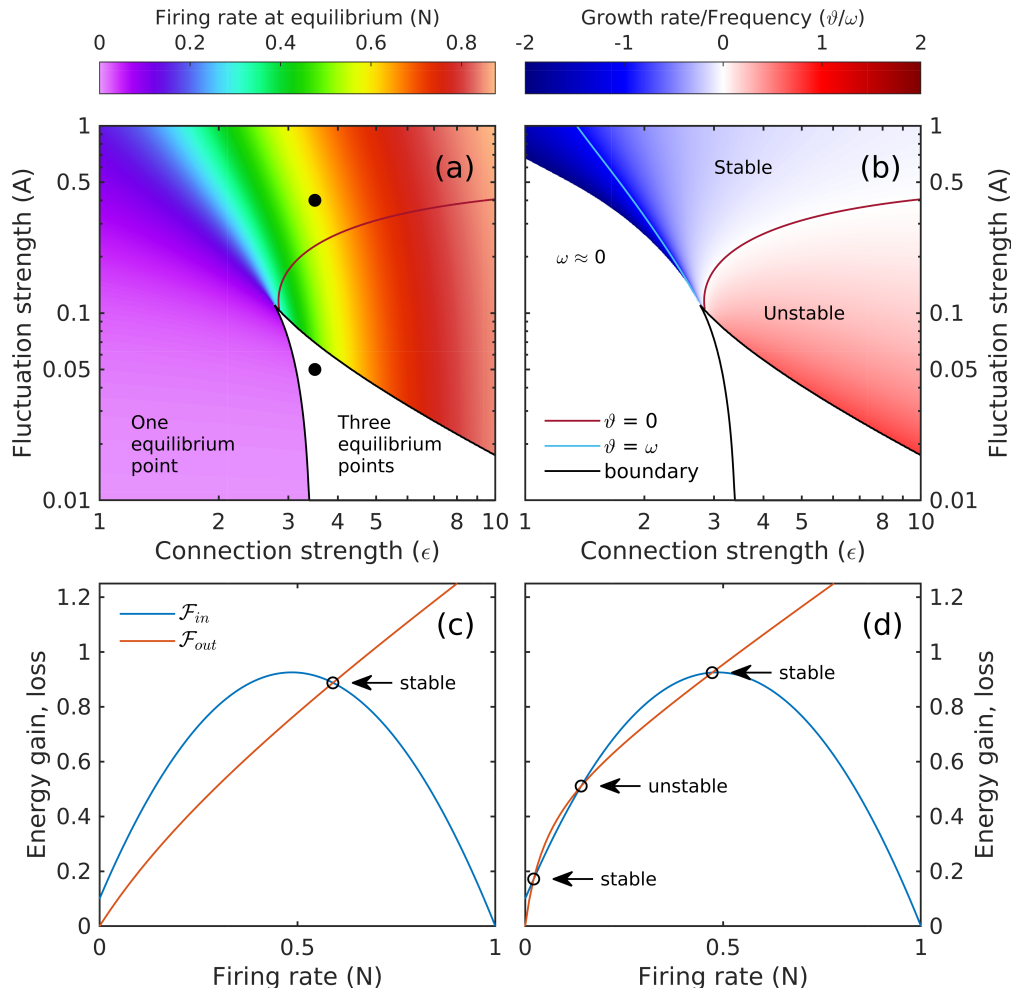 Firing rate at equilibrium (N)
0 0.2 0.4 0.6 0.8
Growth rate/Frequency (ϑ/ω)
-2 -1 0 1 2
Fluctuation strength (A)
1
0.5
0.1
0.05
0.01
(a)
One
equilibrium
point
Three
equilibrium
points
1 2 3 4 5 6 8 10
Connection strength (ϵ)
(b)
Stable
ω ≈ 0
Unstable
ϑ = 0
ϑ = ω
boundary
1
0.5
0.1
0.05
0.01
Fluctuation strength (A)
1 2 3 4 5 6 8 10
Connection strength (ϵ)
Energy gain, loss
1.2
1
0.8
0.6
0.4
0.2
0
ℱin
ℱout
(c)
stable
0 0.5 1
Firing rate (N)
(d)
stable
unstable
stable
1.2
1
0.8
0.6
0.4
0.2
0
Energy gain, loss
0 0.5 1
Firing rate (N)